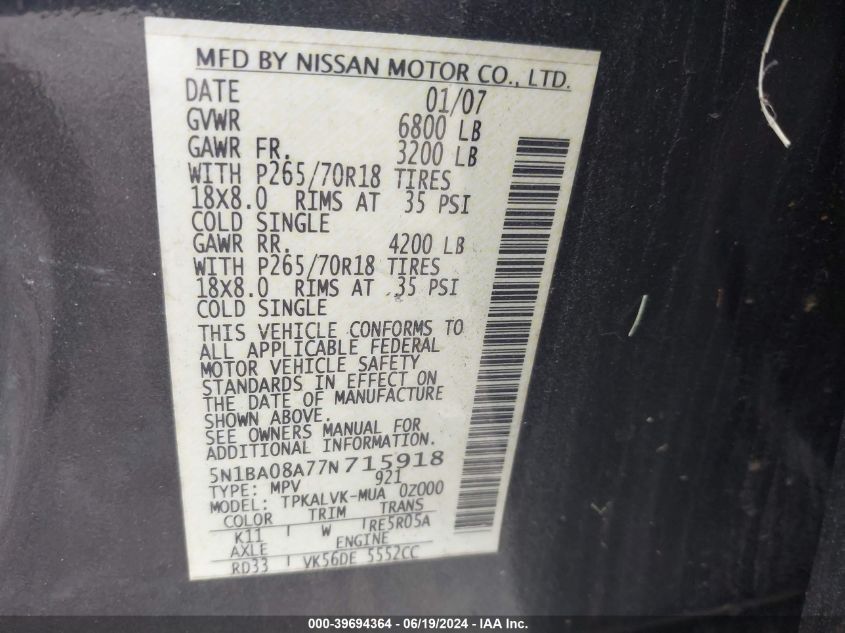 MFD BY NISSAN MOTOR CO., LTD.
DATE 01/07
GVWR 6800 LB
GAWR FR. 3200 LB
WITH P265/70R18 TIRES
18X8.0 RIMS AT 35 PSI
COLD SINGLE
GAWR RR. 4200 LB
WITH P265/70R18 TIRES
18X8.0 RIMS AT 35 PSI
COLD SINGLE
THIS VEHICLE CONFORMS TO
ALL APPLICABLE FEDERAL
MOTOR VEHICLE SAFETY
STANDARDS IN EFFECT ON
THE DATE OF MANUFACTURE
SHOWN ABOVE.
SEE OWNERS MANUAL FOR
ADDITIONAL INFORMATION.
5N1BA08A77N715918
TYPE: MPV 921
MODEL: TPKALVK-MUA 0Z000
COLOR TRIM TRANS
K11 W RE5R05A
AXLE ENGINE
RD33 VK56DE 5552CC
000-39694364 - 06/19/2024 - IAA Inc.